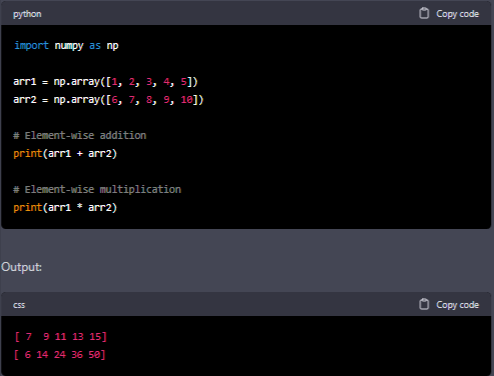 python Copy code
import numpy as np
arr1 = np.array([1, 2, 3, 4, 5])
arr2 = np.array([6, 7, 8, 9, 10])
# Element-wise addition
print(arr1 + arr2)
# Element-wise multiplication
print(arr1 * arr2)
Output:
css Copy code
[ 7  9 11 13 15]
[ 6 14 24 36 50]